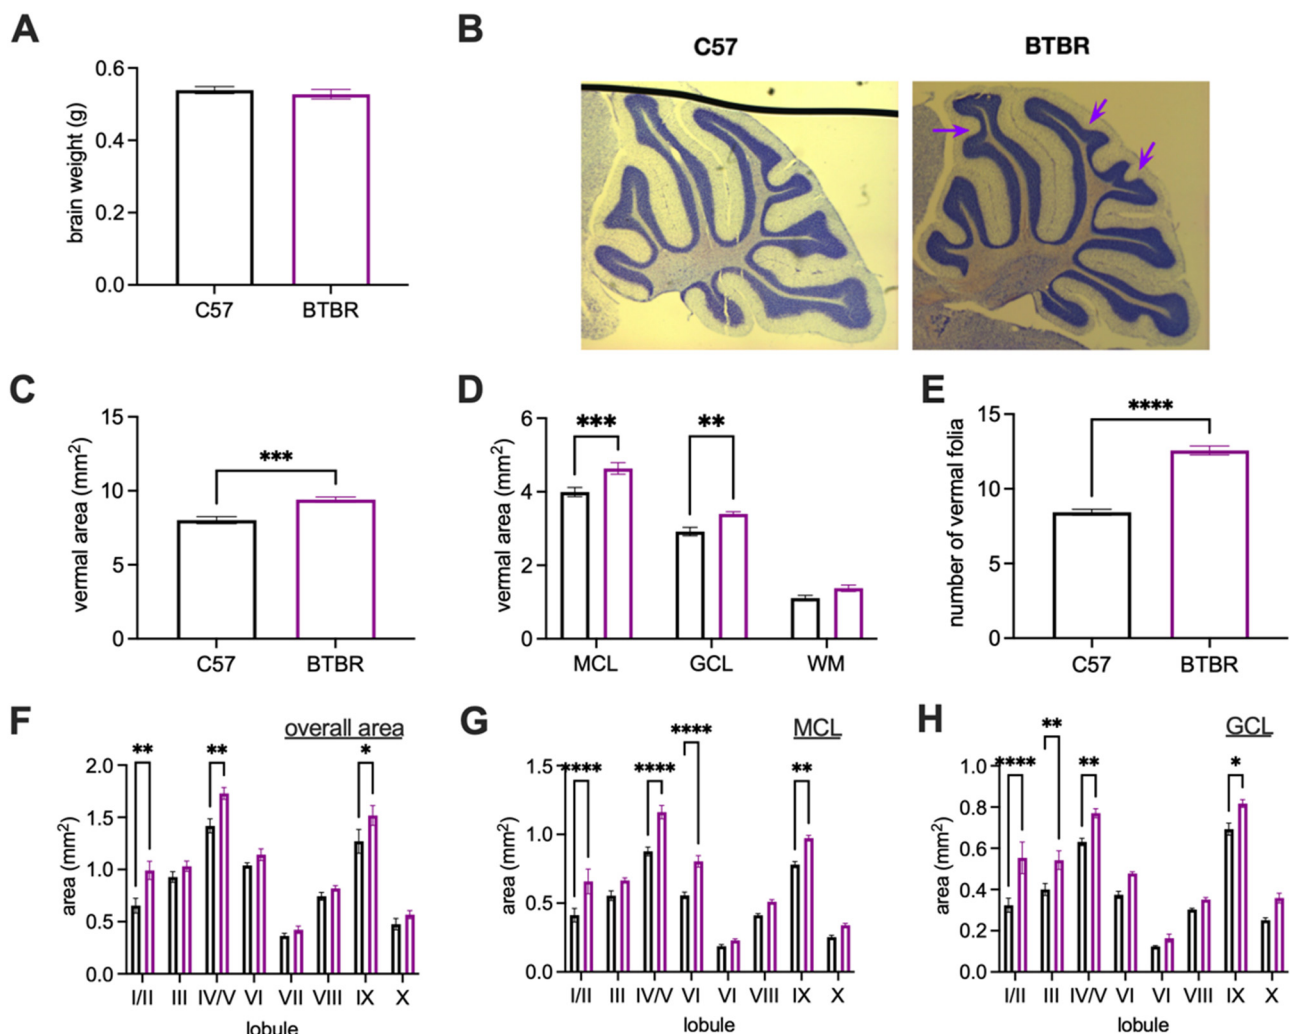 A
brain weight (g)
0.6
0.4
0.2
0.0
C57
BTBR
B
C57
BTBR
C
vermal area (mm2)
15
10
5
0
***
C57
BTBR
D
vermal area (mm2)
6
4
2
0
***
**
MCL
GCL
WM
E
number of vermal folia
15
10
5
0
****
C57
BTBR
F
overall area
area (mm2)
2.0
1.5
1.0
0.5
0.0
**
**
*
I/II
III
IV/V
VI
VII
VIII
IX
X
lobule
G
MCL
area (mm2)
1.5
1.0
0.5
0.0
****
****
****
**
I/II
III
IV/V
VI
VI
VIII
IX
X
lobule
H
GCL
area (mm2)
1.0
0.8
0.6
0.4
0.2
0.0
****
**
**
*
I/II
III
IV/V
VI
VI
VIII
IX
X
lobule